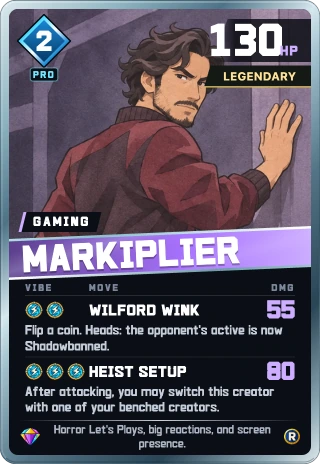 2
PRO
130HP
LEGENDARY
GAMING
MARKIPLIER
VIBE MOVE DMG
WILFORD WINK 55
Flip a coin. Heads: the opponent's active is now
Shadowbanned.
HEIST SETUP 80
After attacking, you may switch this creator
with one of your benched creators.
Horror Let's Plays, big reactions, and screen
presence.
R